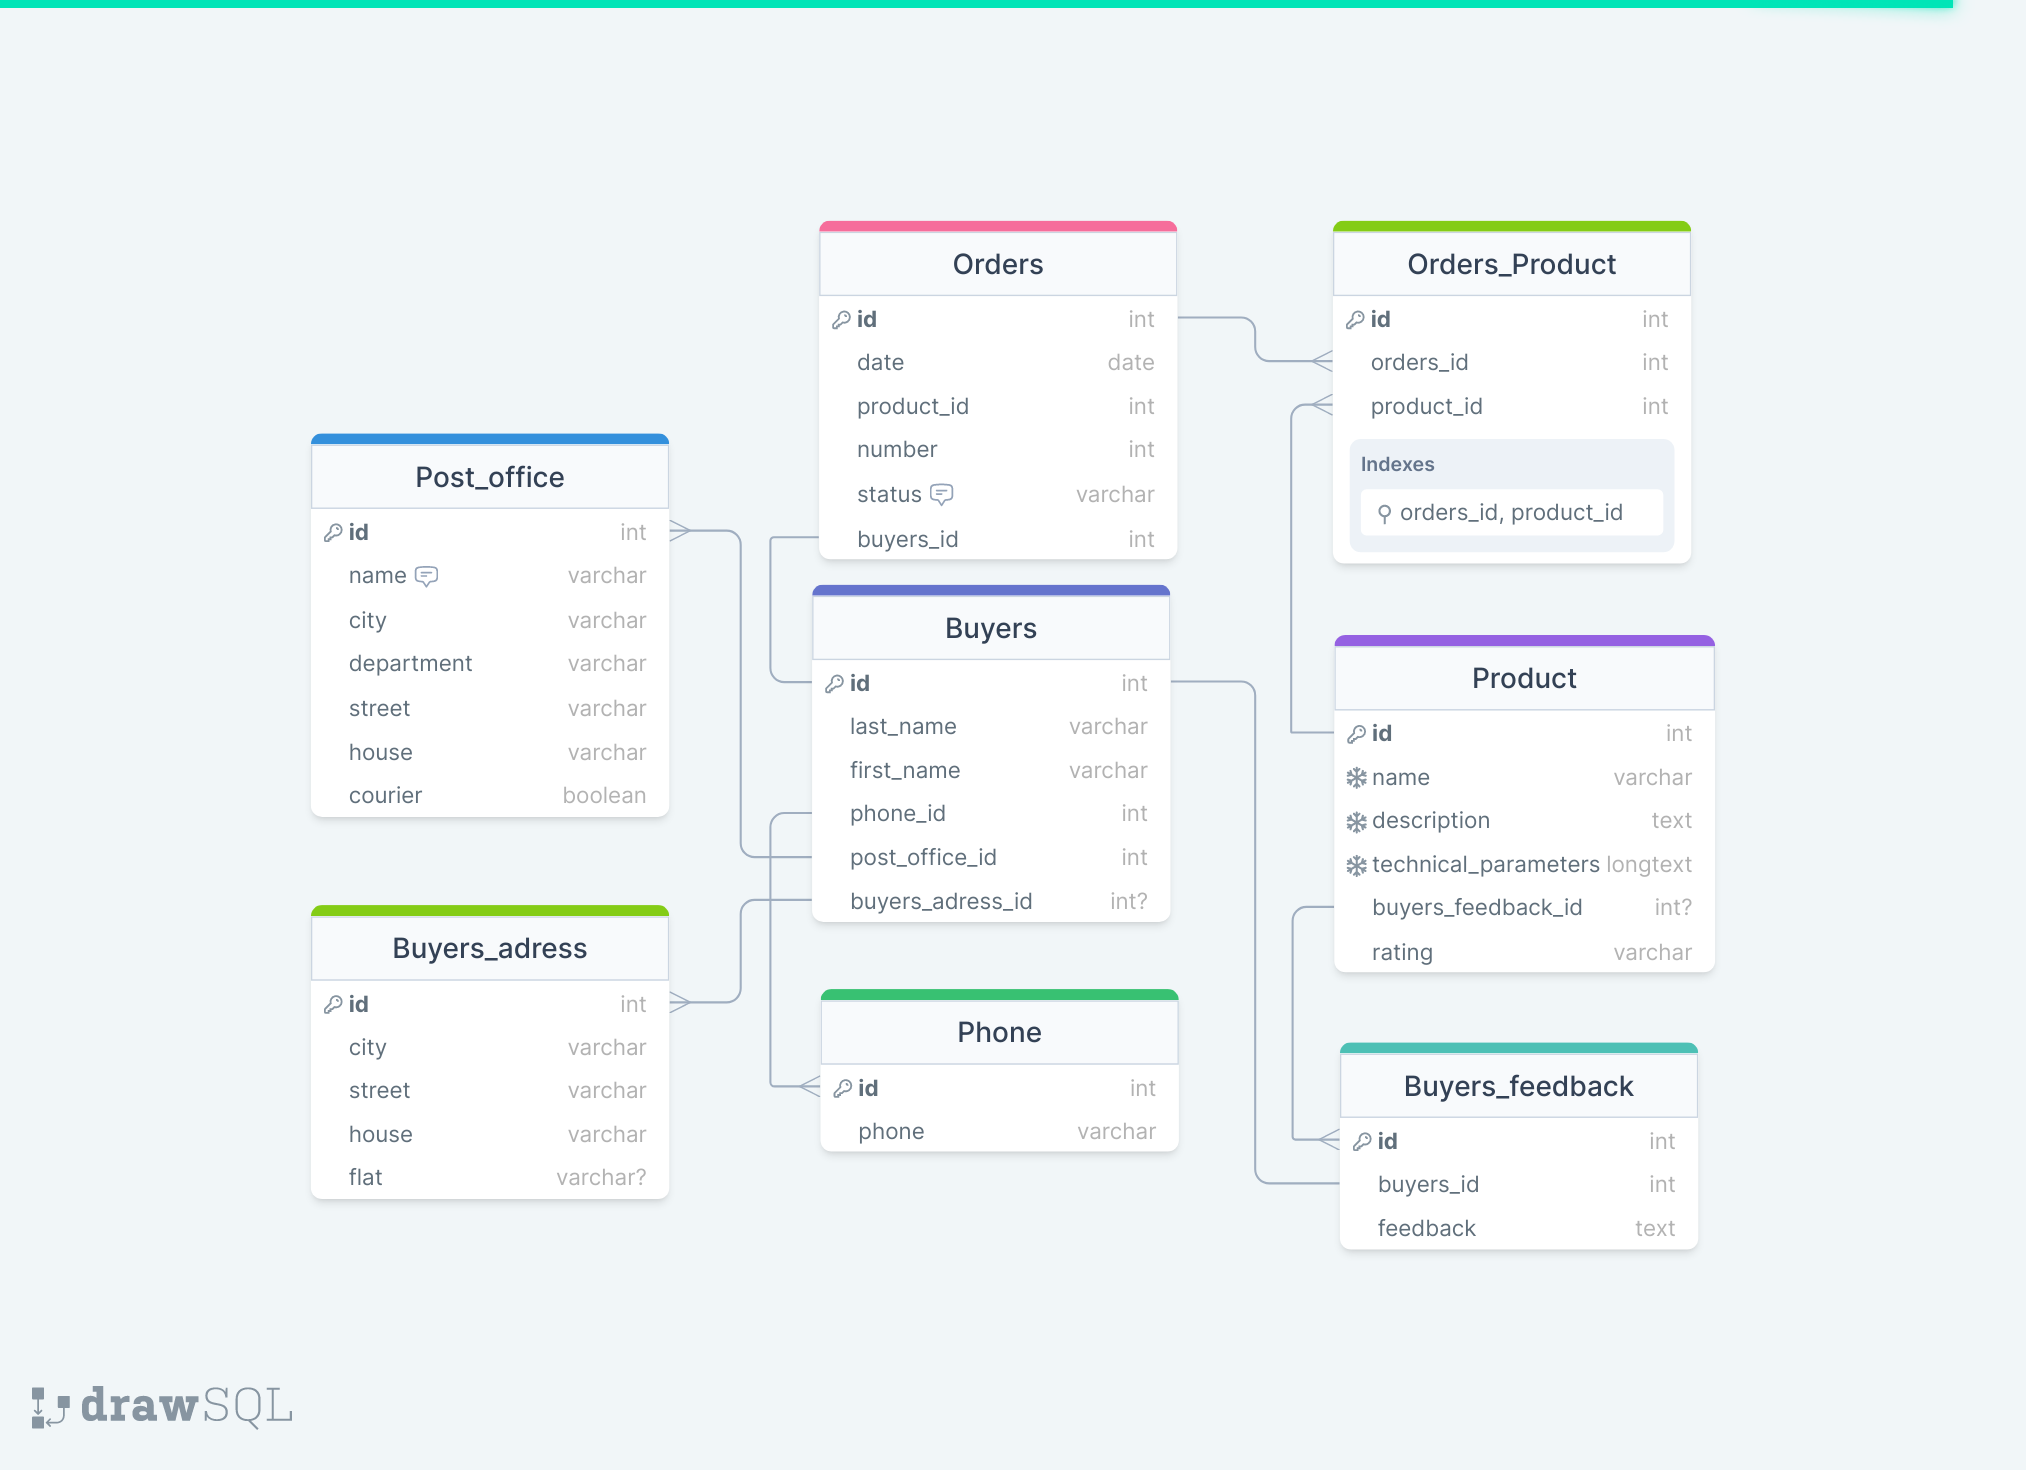 Orders
id int
date date
product_id int
number int
status varchar
buyers_id int
Orders_Product
id int
orders_id int
product_id int
Indexes
orders_id, product_id
Post_office
id int
name varchar
city varchar
department varchar
street varchar
house varchar
courier boolean
Buyers
id int
last_name varchar
first_name varchar
phone_id int
post_office_id int
buyers_adress_id int?
Product
id int
name varchar
description text
technical_parameters longtext
buyers_feedback_id int?
rating varchar
Buyers_adress
id int
city varchar
street varchar
house varchar
flat varchar?
Phone
id int
phone varchar
Buyers_feedback
id int
buyers_id int
feedback text
drawSQL